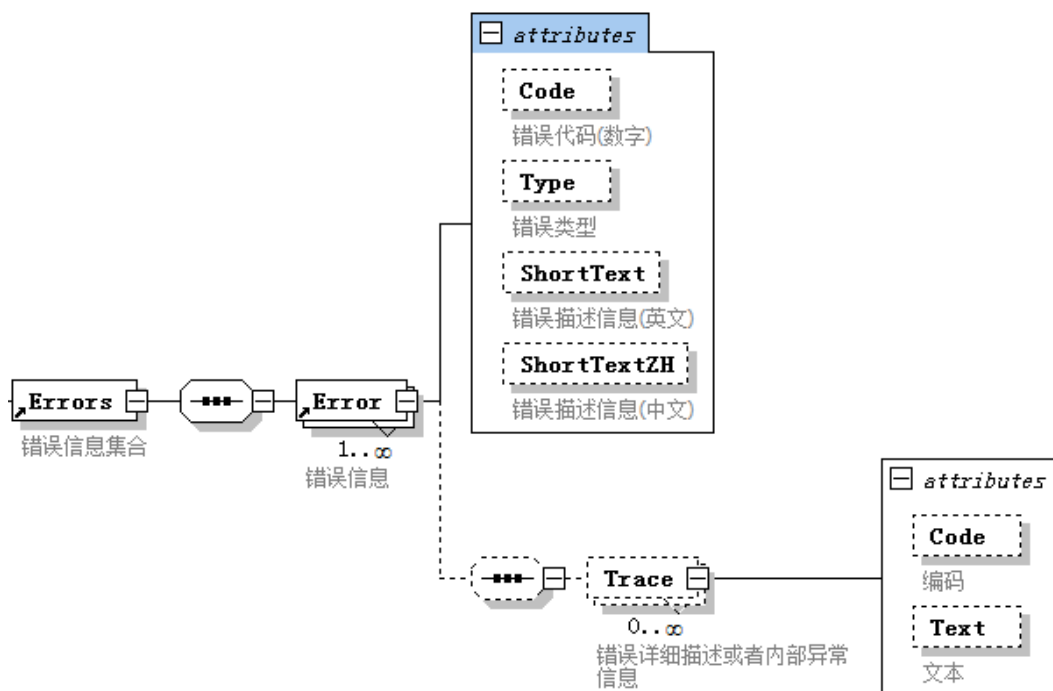 attributes
Code
错误代码(数字)
Type
错误类型
ShortText
错误描述信息(英文)
ShortTextZH
错误描述信息(中文)
Errors
错误信息集合
Error
1..∞
错误信息
Trace
0..∞
错误详细描述或者内部异常
信息
attributes
Code
编码
Text
文本